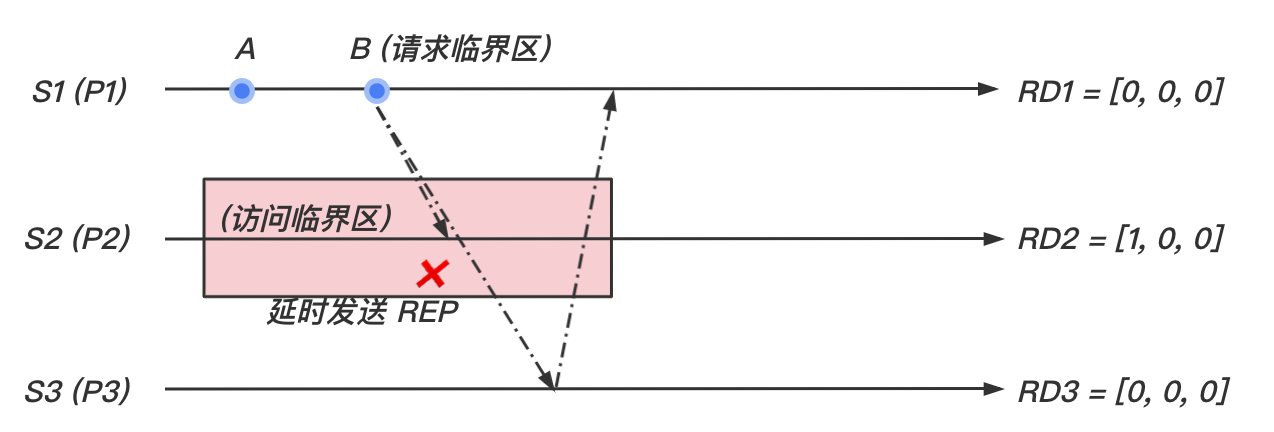 A
B (请求临界区)
S1 (P1)
RD1 = [0, 0, 0]
(访问临界区)
S2 (P2)
RD2 = [1, 0, 0]
延时发送 REP
S3 (P3)
RD3 = [0, 0, 0]